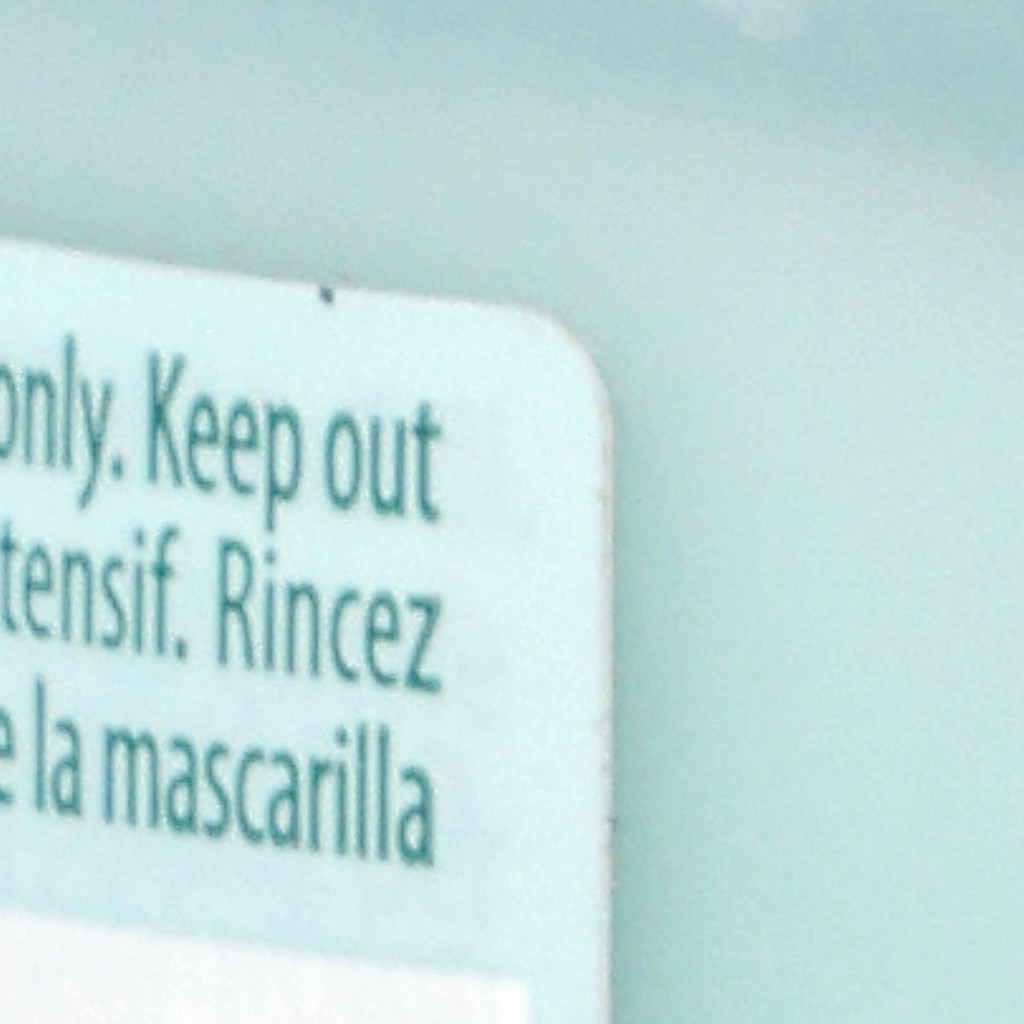 only. Keep out
tensif. Rincez
e la mascarilla